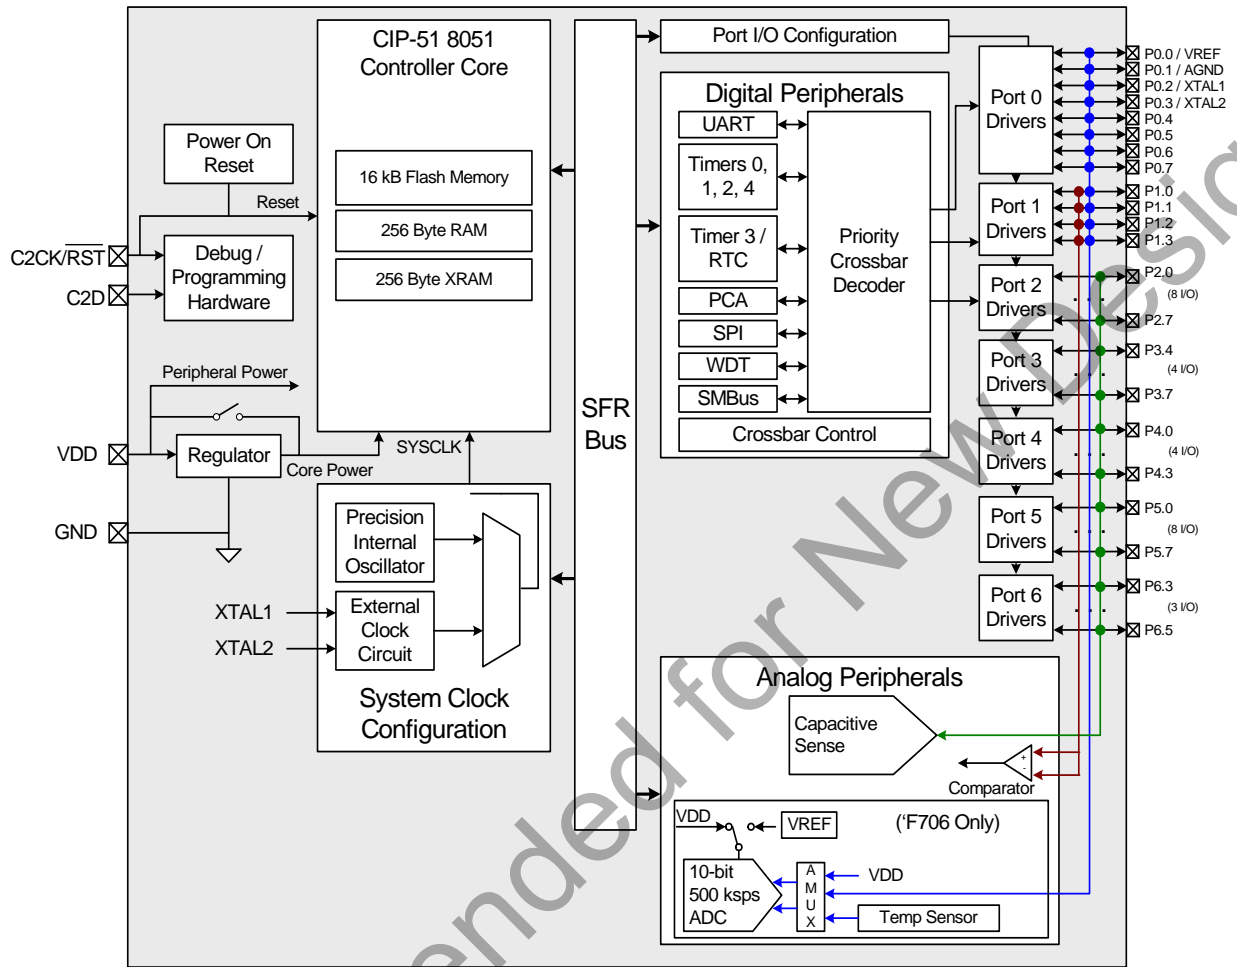 CIP-51 8051
Controller Core
16 kB Flash Memory
256 Byte RAM
256 Byte XRAM
Power On
Reset
Reset
C2CK/RST
C2D
Debug /
Programming
Hardware
Peripheral Power
VDD
Regulator
Core Power
SYSCLK
GND
Precision
Internal
Oscillator
XTAL1
XTAL2
External
Clock
Circuit
System Clock
Configuration
SFR
Bus
Port I/O Configuration
Digital Peripherals
UART
Timers 0,
1, 2, 4
Timer 3 /
RTC
PCA
SPI
WDT
SMBus
Priority
Crossbar
Decoder
Crossbar Control
Port 0
Drivers
Port 1
Drivers
Port 2
Drivers
Port 3
Drivers
Port 4
Drivers
Port 5
Drivers
Port 6
Drivers
P0.0 / VREF
P0.1 / AGND
P0.2 / XTAL1
P0.3 / XTAL2
P0.4
P0.5
P0.6
P0.7
P1.0
P1.1
P1.2
P1.3
P2.0
(8 I/O)
P2.7
P3.4
(4 I/O)
P3.7
P4.0
(4 I/O)
P4.3
P5.0
(8 I/O)
P5.7
P6.3
(3 I/O)
P6.5
Analog Peripherals
Capacitive
Sense
+
-
Comparator
VDD
VREF
('F706 Only)
10-bit
500 ksps
ADC
AMUX
VDD
Temp Sensor
ended for New Desig